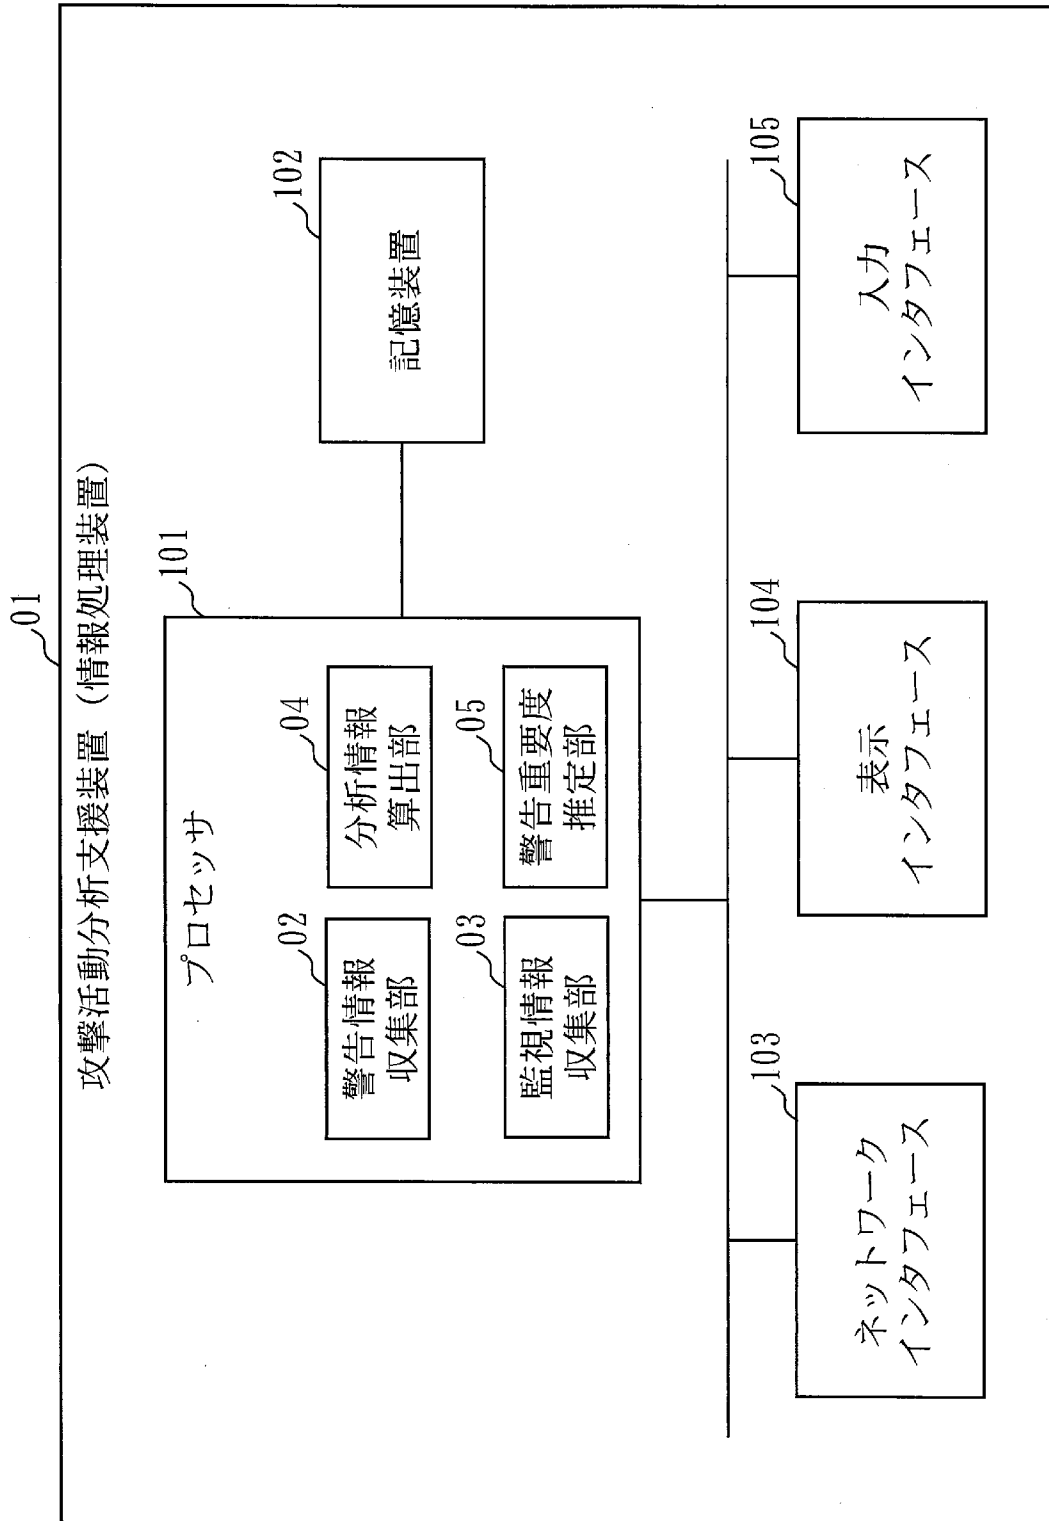 01
攻撃活動分析支援装置（情報処理装置）
101
プロセッサ
02
警告情報
収集部
04
分析情報
算出部
03
監視情報
収集部
05
警告重要度
推定部
102
記憶装置
103
ネットワーク
インタフェース
104
表示
インタフェース
105
入力
インタフェース